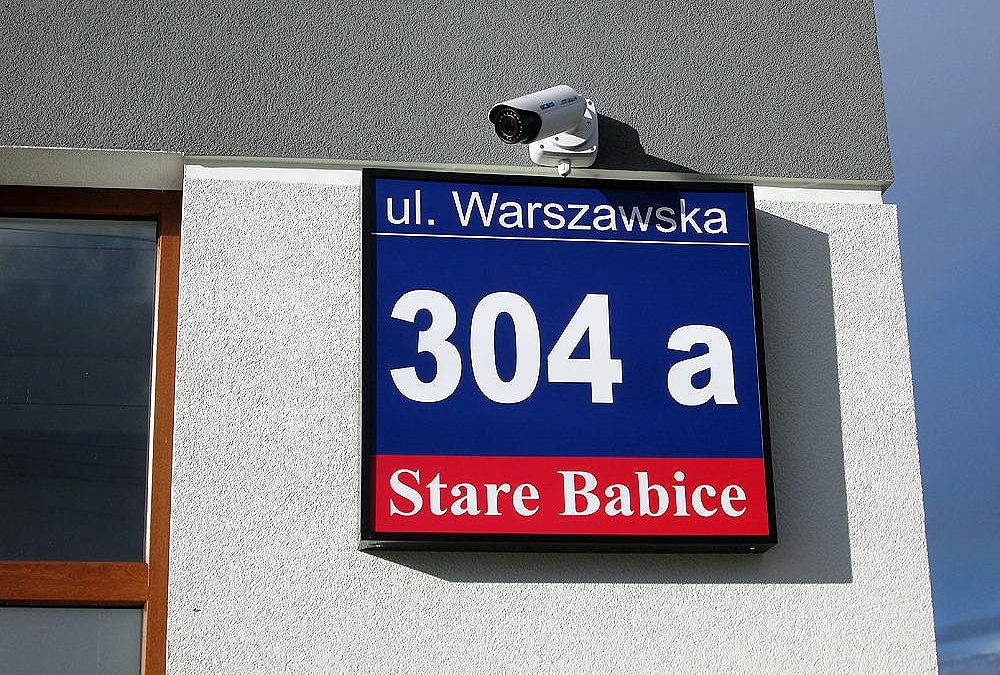 ul. Warszawska
304 a
Stare Babice